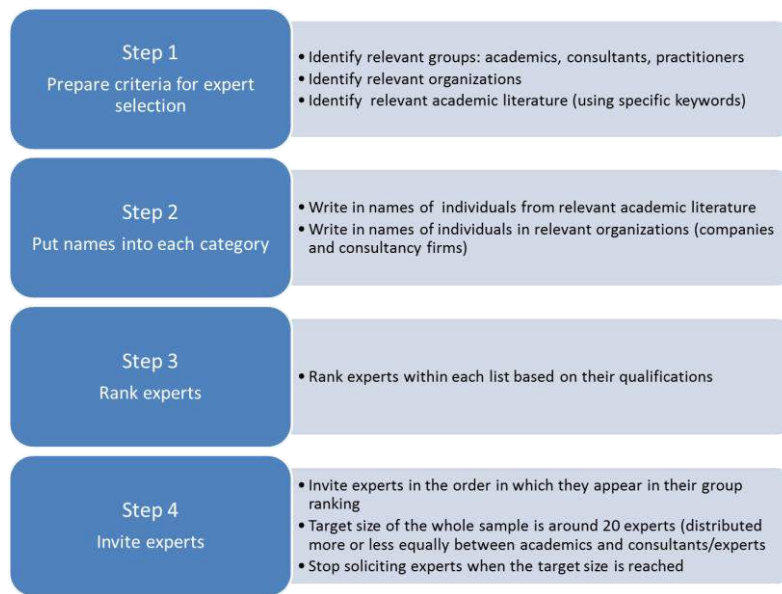 Step 1
Prepare criteria for expert
selection
• Identify relevant groups: academics, consultants, practitioners
• Identify relevant organizations
• Identify relevant academic literature (using specific keywords)
Step 2
Put names into each category
• Write in names of individuals from relevant academic literature
• Write in names of individuals in relevant organizations (companies
and consultancy firms)
Step 3
Rank experts
• Rank experts within each list based on their qualifications
Step 4
Invite experts
• Invite experts in the order in which they appear in their group
ranking
• Target size of the whole sample is around 20 experts (distributed
more or less equally between academics and consultants/experts
• Stop soliciting experts when the target size is reached